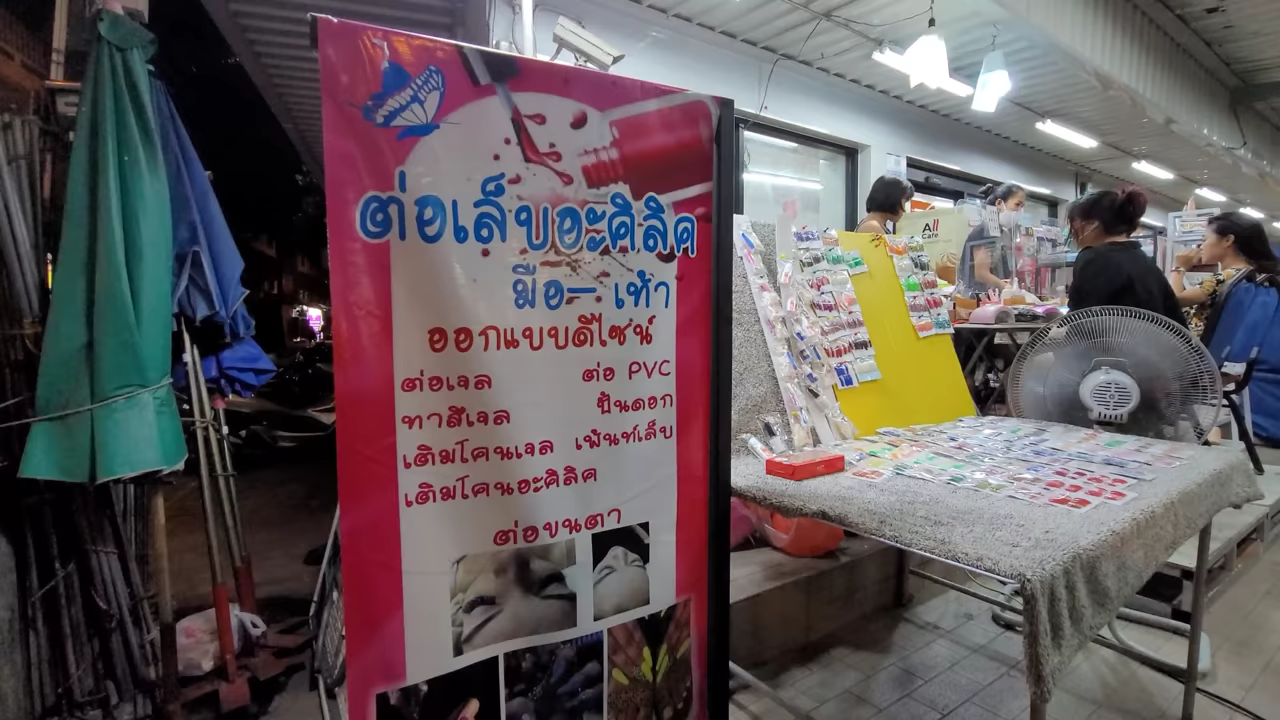 ต่อเล็บอะคิลิค
มือ— เท้า
ออกแบบดีไซน์
ต่อเจล ต่อ PVC
ทาสีเจล ปั้นดอก
เติมโคนเจล เพ้นท์เล็บ
เติมโคนอะคิลิค
ต่อขนตา
All
Cafe